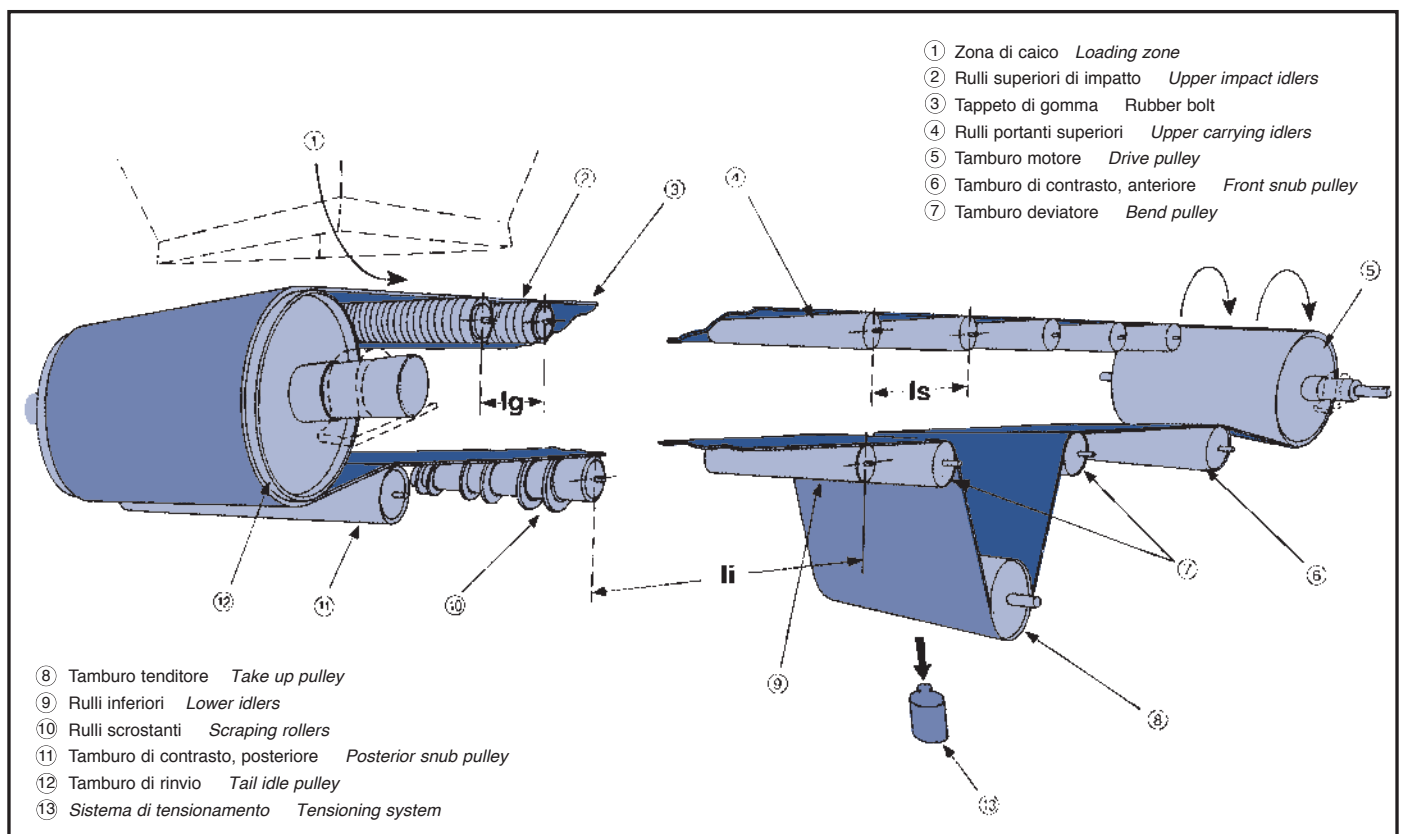 ① Zona di caico Loading zone
② Rulli superiori di impatto Upper impact idlers
③ Tappeto di gomma Rubber bolt
④ Rulli portanti superiori Upper carrying idlers
⑤ Tamburo motore Drive pulley
⑥ Tamburo di contrasto, anteriore Front snub pulley
⑦ Tamburo deviatore Bend pulley
①
②
③
④
⑤
lg
ls
li
⑫
⑪
⑩
⑨
⑦
⑥
⑧
⑬
⑧ Tamburo tenditore Take up pulley
⑨ Rulli inferiori Lower idlers
⑩ Rulli scrostanti Scraping rollers
⑪ Tamburo di contrasto, posteriore Posterior snub pulley
⑫ Tamburo di rinvio Tail idle pulley
⑬ Sistema di tensionamento Tensioning system